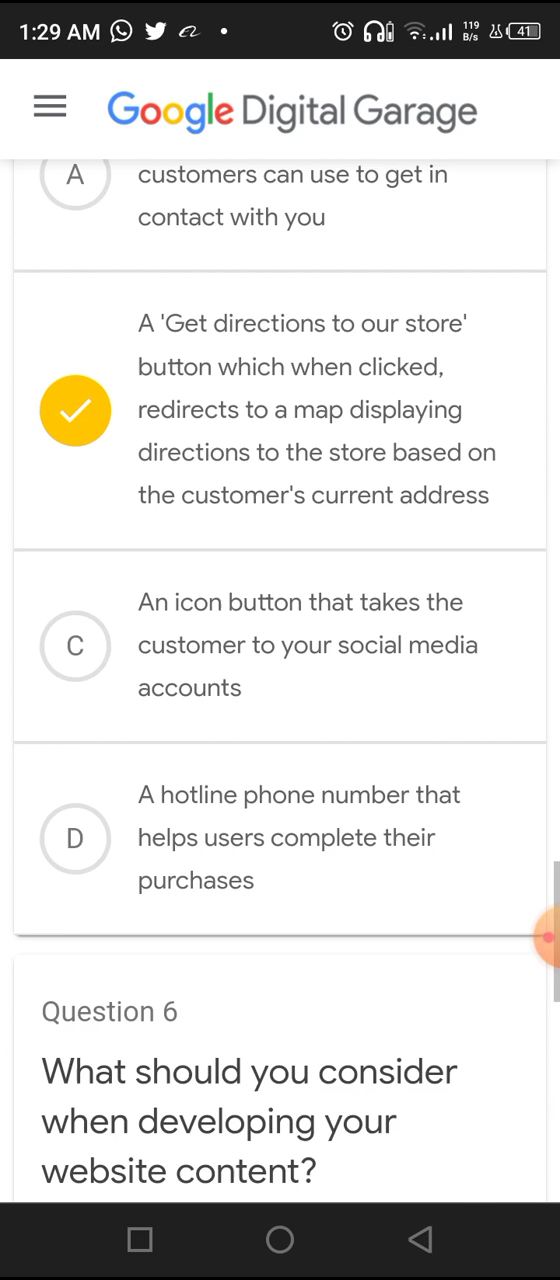 1:29 AM 119 B/s 41
Google Digital Garage
A customers can use to get in
contact with you
A 'Get directions to our store'
button which when clicked,
redirects to a map displaying
directions to the store based on
the customer's current address
An icon button that takes the
C customer to your social media
accounts
A hotline phone number that
D helps users complete their
purchases
Question 6
What should you consider
when developing your
website content?